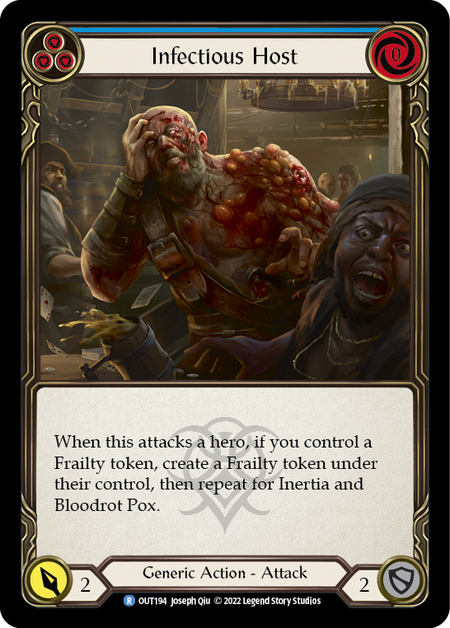 Infectious Host
0
When this attacks a hero, if you control a
Frailty token, create a Frailty token under
their control, then repeat for Inertia and
Bloodrot Pox.
2
Generic Action - Attack
2
R OUT194 Joseph Qiu © 2022 Legend Story Studios